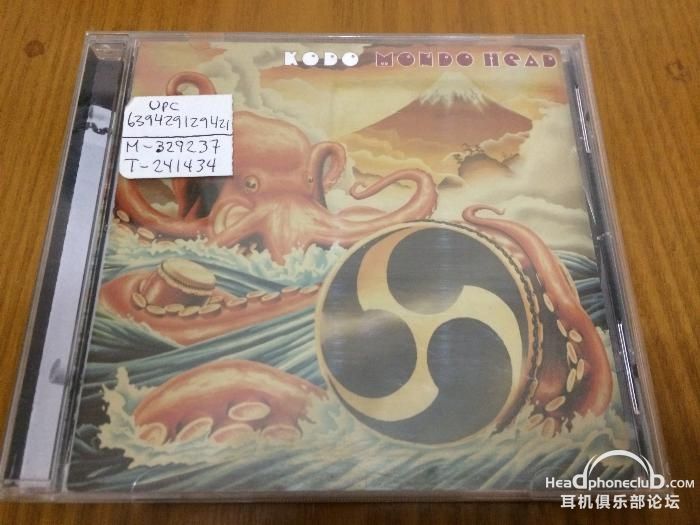 KODO MONDO HEAD
UPC
639429129421
M-329237
T-241434
Headphoneclub.com
耳机俱乐部论坛